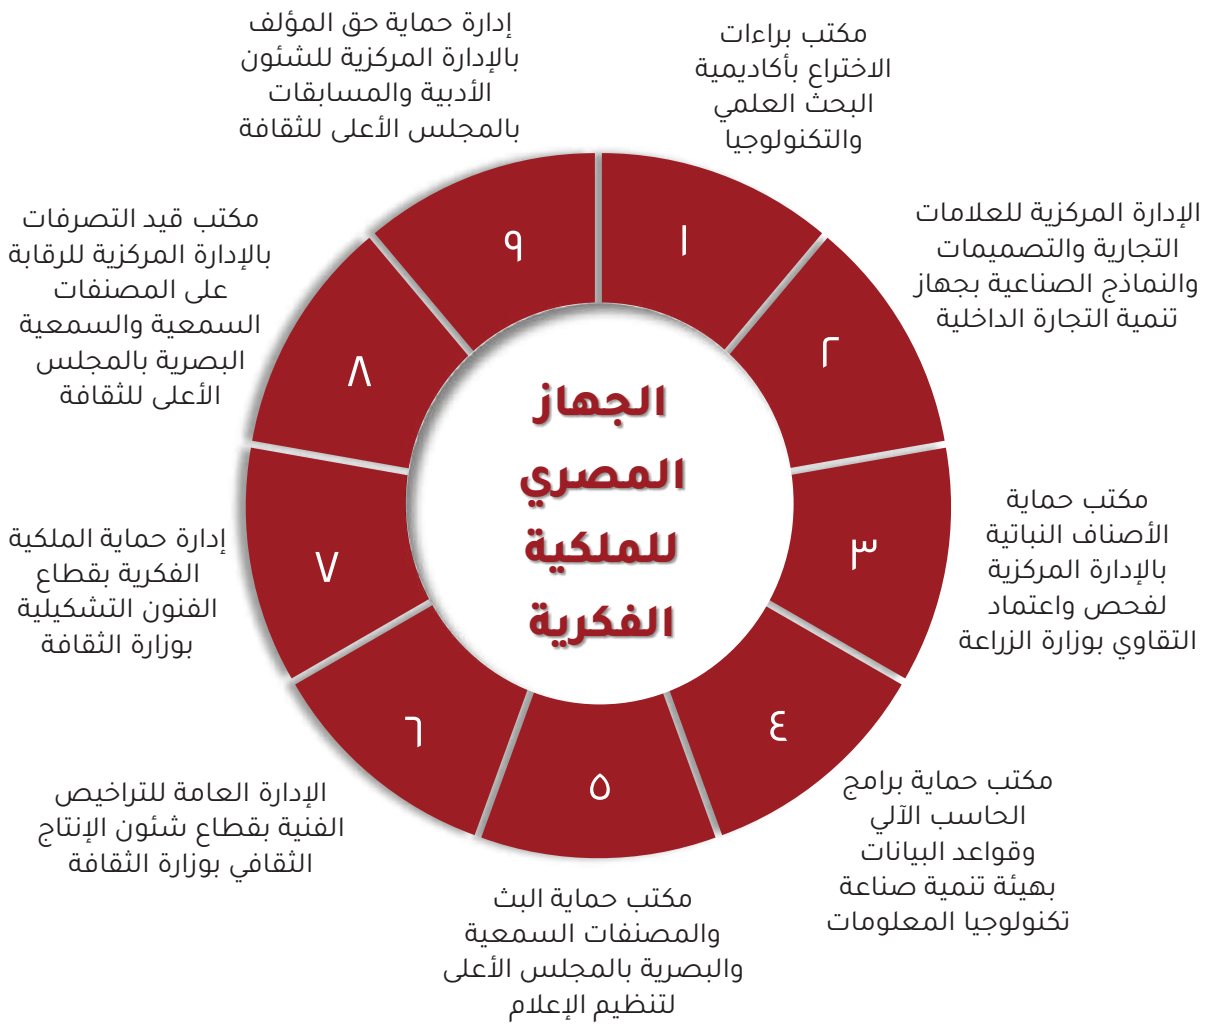 الجهاز
المصري
للملكية
الفكرية
١
مكتب براءات
الاختراع بأكاديمية
البحث العلمي
والتكنولوجيا
٢
الإدارة المركزية للعلامات
التجارية والتصميمات
والنماذج الصناعية بجهاز
تنمية التجارة الداخلية
٣
مكتب حماية
الأصناف النباتية
بالإدارة المركزية
لفحص واعتماد
التقاوي بوزارة الزراعة
٤
مكتب حماية برامج
الحاسب الآلي
وقواعد البيانات
بهيئة تنمية صناعة
تكنولوجيا المعلومات
٥
مكتب حماية البث
والمصنفات السمعية
والبصرية بالمجلس الأعلى
لتنظيم الإعلام
٦
الإدارة العامة للتراخيص
الفنية بقطاع شئون الإنتاج
الثقافي بوزارة الثقافة
٧
إدارة حماية الملكية
الفكرية بقطاع
الفنون التشكيلية
بوزارة الثقافة
٨
مكتب قيد التصرفات
بالإدارة المركزية للرقابة
على المصنفات
السمعية والسمعية
البصرية بالمجلس
الأعلى للثقافة
٩
إدارة حماية حق المؤلف
بالإدارة المركزية للشئون
الأدبية والمسابقات
بالمجلس الأعلى للثقافة